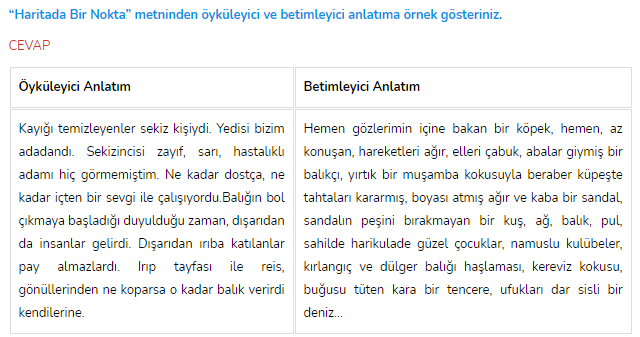 “Haritada Bir Nokta” metninden öyküleyici ve betimleyici anlatıma örnek gösteriniz.
CEVAP
Öyküleyici Anlatım
Kayığı temizleyenler sekiz kişiydi. Yedisi bizim
adadandı. Sekizincisi zayıf, sarı, hastalıklı
adamı hiç görmemiştim. Ne kadar dostça, ne
kadar içten bir sevgi ile çalışıyordu.Balığın bol
çıkmaya başladığı duyulduğu zaman, dışarıdan
da insanlar gelirdi. Dışarıdan ırıba katılanlar
pay almazlardı. Irıp tayfası ile reis,
gönüllerinden ne koparsa o kadar balık verirdi
kendilerine.
Betimleyici Anlatım
Hemen gözlerimin içine bakan bir köpek, hemen, az
konuşan, hareketleri ağır, elleri çabuk, abalar giymiş bir
balıkçı, yırtık bir muşamba kokusuyla beraber küpeşte
tahtaları kararmış, boyası atmış ağır ve kaba bir sandal,
sandalın peşini bırakmayan bir kuş, ağ, balık, pul,
sahilde harikulade güzel çocuklar, namuslu kulübeler,
kırlangıç ve dülger balığı haşlaması, kereviz kokusu,
buğusu tüten kara bir tencere, ufukları dar sisli bir
deniz...